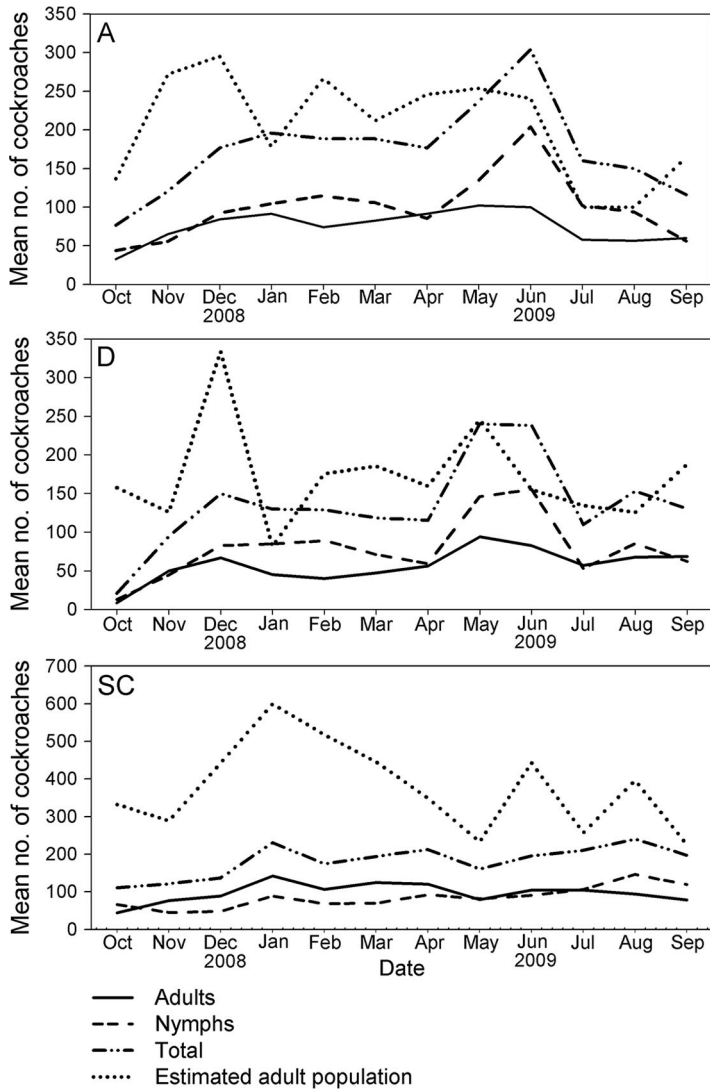 A
Mean no. of cockroaches
350
300
250
200
150
100
50
0
Oct Nov Dec Jan Feb Mar Apr May Jun Jul Aug Sep
2008 2009
D
Mean no. of cockroaches
350
300
250
200
150
100
50
0
Oct Nov Dec Jan Feb Mar Apr May Jun Jul Aug Sep
2008 2009
SC
Mean no. of cockroaches
700
600
500
400
300
200
100
0
Oct Nov Dec Jan Feb Mar Apr May Jun Jul Aug Sep
2008 Date 2009
Adults
Nymphs
Total
Estimated adult population